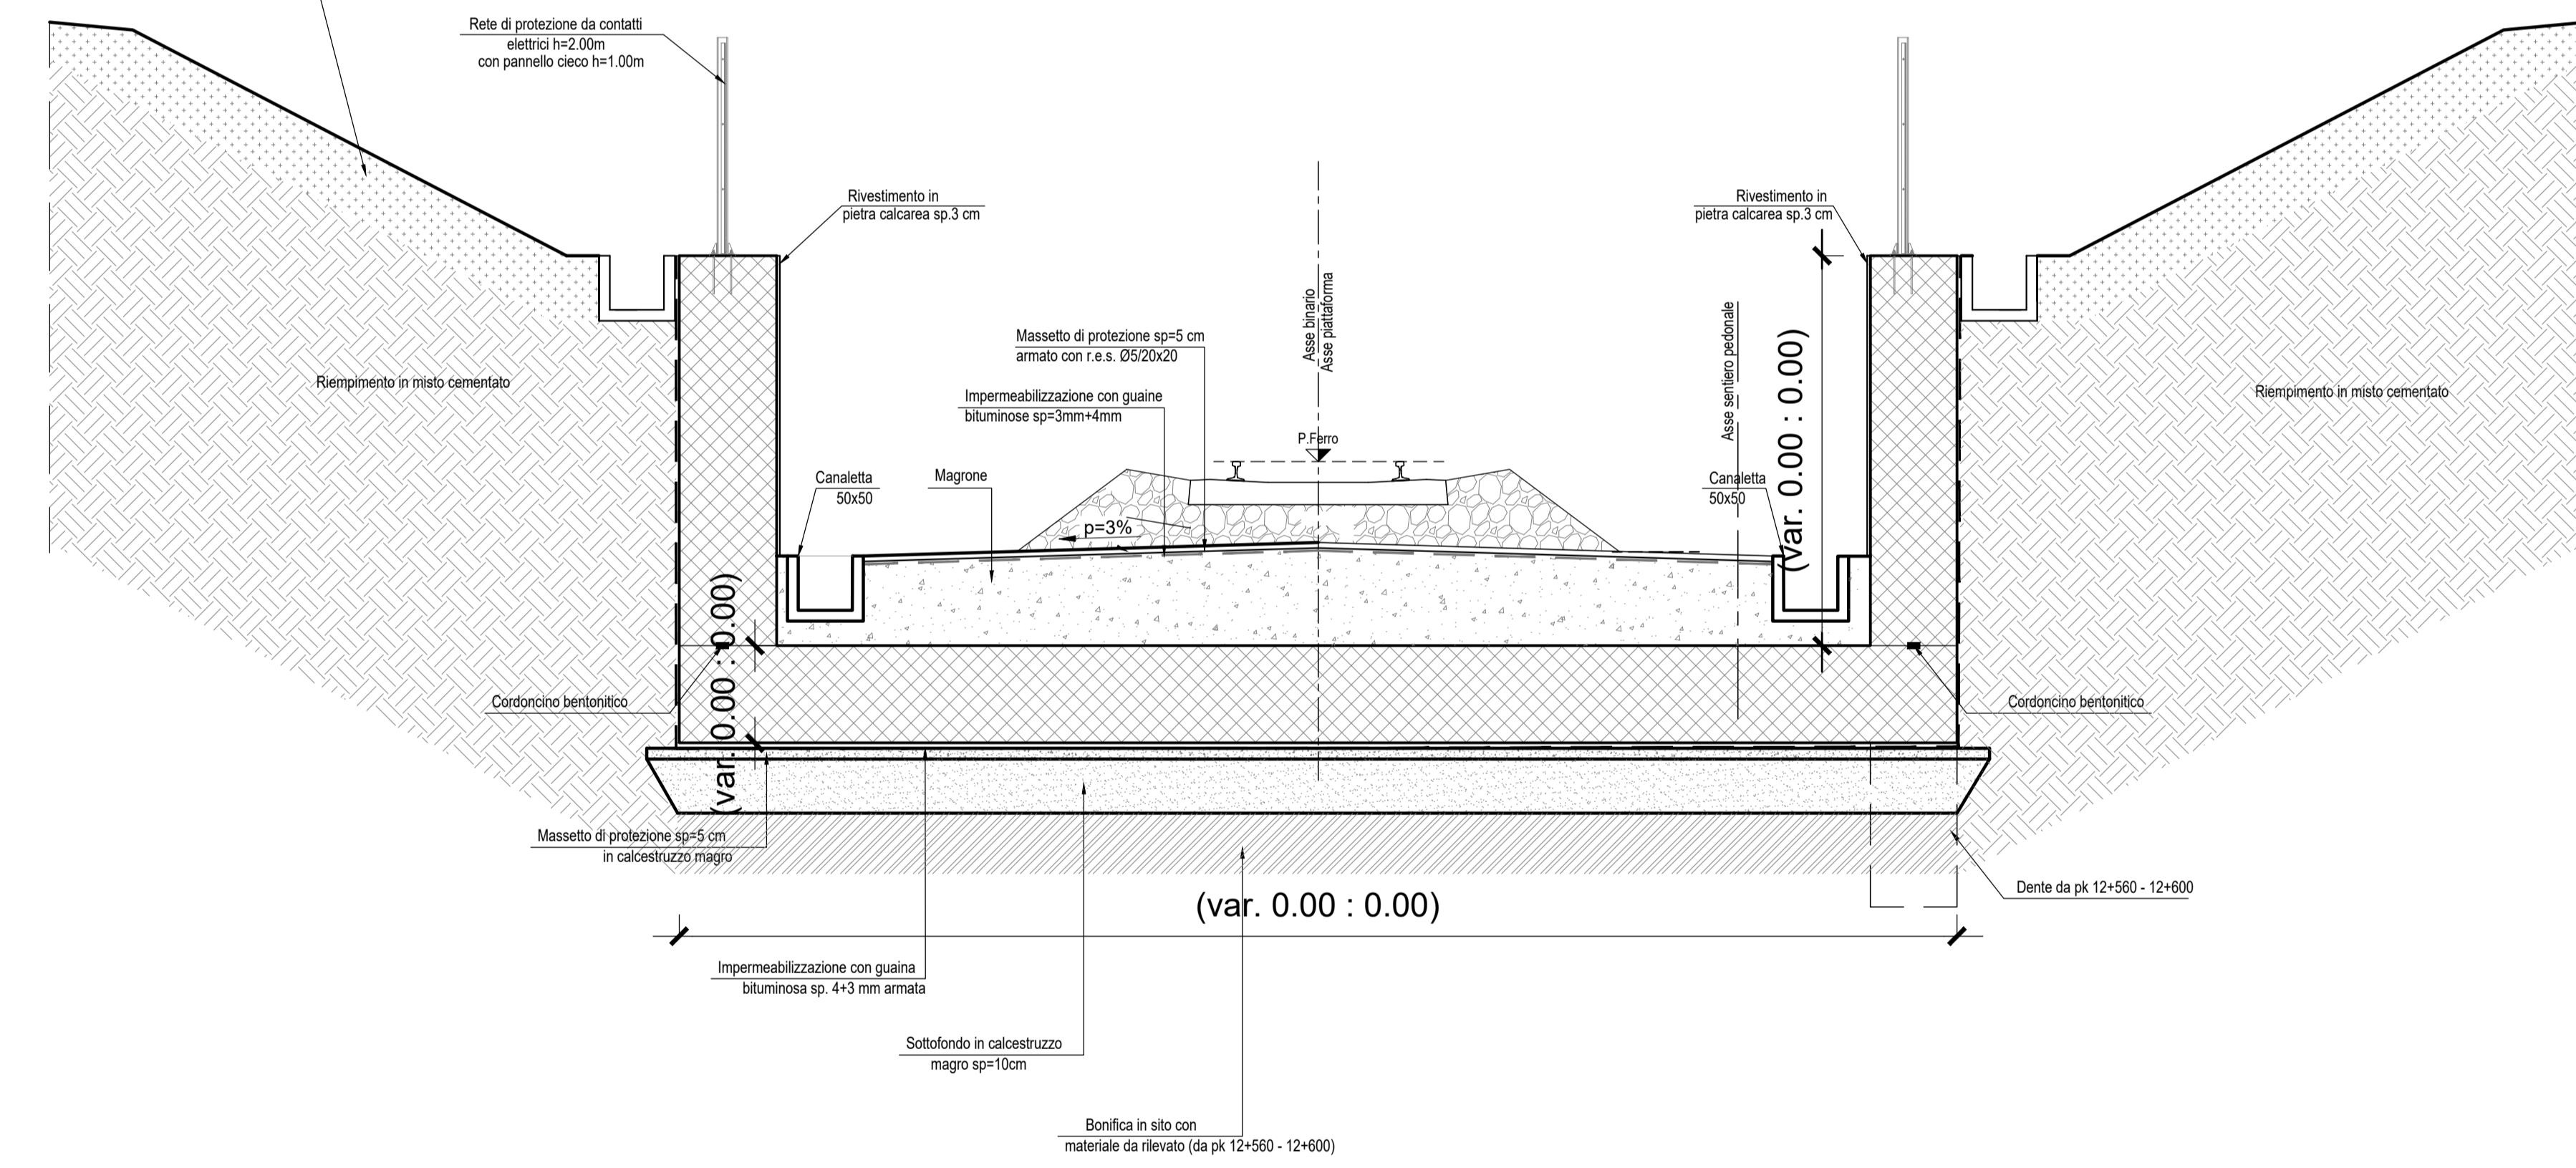 Rete di protezione da contatti
elettrici h=2.00m
con pannello cieco h=1.00m
Rivestimento in
pietra calcarea sp.3 cm
Rivestimento in
pietra calcarea sp.3 cm
Asse binario
Asse piattaforma
Asse sentiero pedonale
(var. 0.00 : 0.00)
Massetto di protezione sp=5 cm
armato con r.e.s. Ø5/20x20
Riempimento in misto cementato
Riempimento in misto cementato
Impermeabilizzazione con guaine
bituminose sp=3mm+4mm
P.Ferro
Canaletta
50x50
Magrone
Canaletta
50x50
p=3%
(var. 0.00 : 0.00)
Cordoncino bentonitico
Cordoncino bentonitico
Massetto di protezione sp=5 cm
in calcestruzzo magro
Dente da pk 12+560 - 12+600
(var. 0.00 : 0.00)
Impermeabilizzazione con guaina
bituminosa sp. 4+3 mm armata
Sottofondo in calcestruzzo
magro sp=10cm
Bonifica in sito con
materiale da rilevato (da pk 12+560 - 12+600)